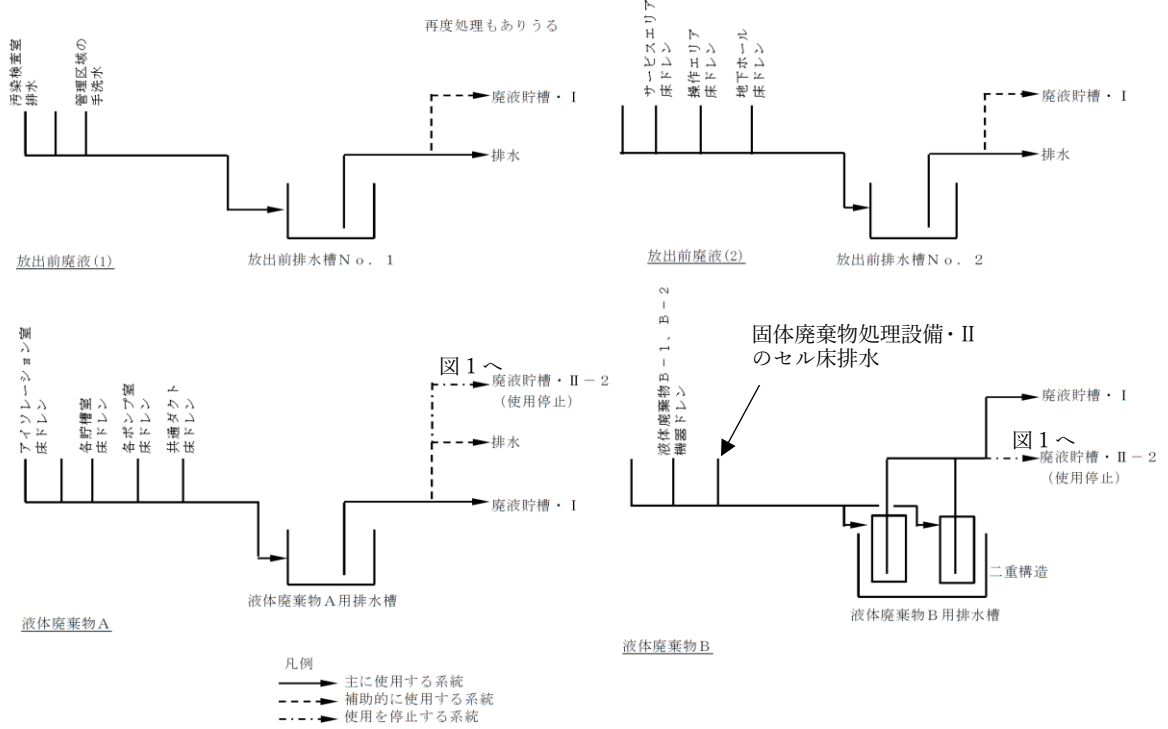 再度処理もありうる
汚染検査室
排水
管理区域の
手洗水
廃液貯槽・Ⅰ
排水
放出前廃液(1)
放出前排水槽Ｎｏ．１
サービスエリア
床ドレン
操作エリア
床ドレン
地下ホール
床ドレン
廃液貯槽・Ⅰ
排水
放出前廃液(2)
放出前排水槽Ｎｏ．２
アイソレーション室
床ドレン
各貯槽室
床ドレン
各ポンプ室
床ドレン
共通ダクト
床ドレン
図１へ
廃液貯槽・Ⅱ－２
（使用停止）
排水
廃液貯槽・Ⅰ
液体廃棄物Ａ用排水槽
液体廃棄物Ａ
液体廃棄物Ｂ－１、Ｂ－２
機器ドレン
固体廃棄物処理設備・Ⅱ
のセル床排水
廃液貯槽・Ⅰ
図１へ
廃液貯槽・Ⅱ－２
（使用停止）
二重構造
液体廃棄物Ｂ用排水槽
液体廃棄物Ｂ
凡例
主に使用する系統
補助的に使用する系統
使用を停止する系統